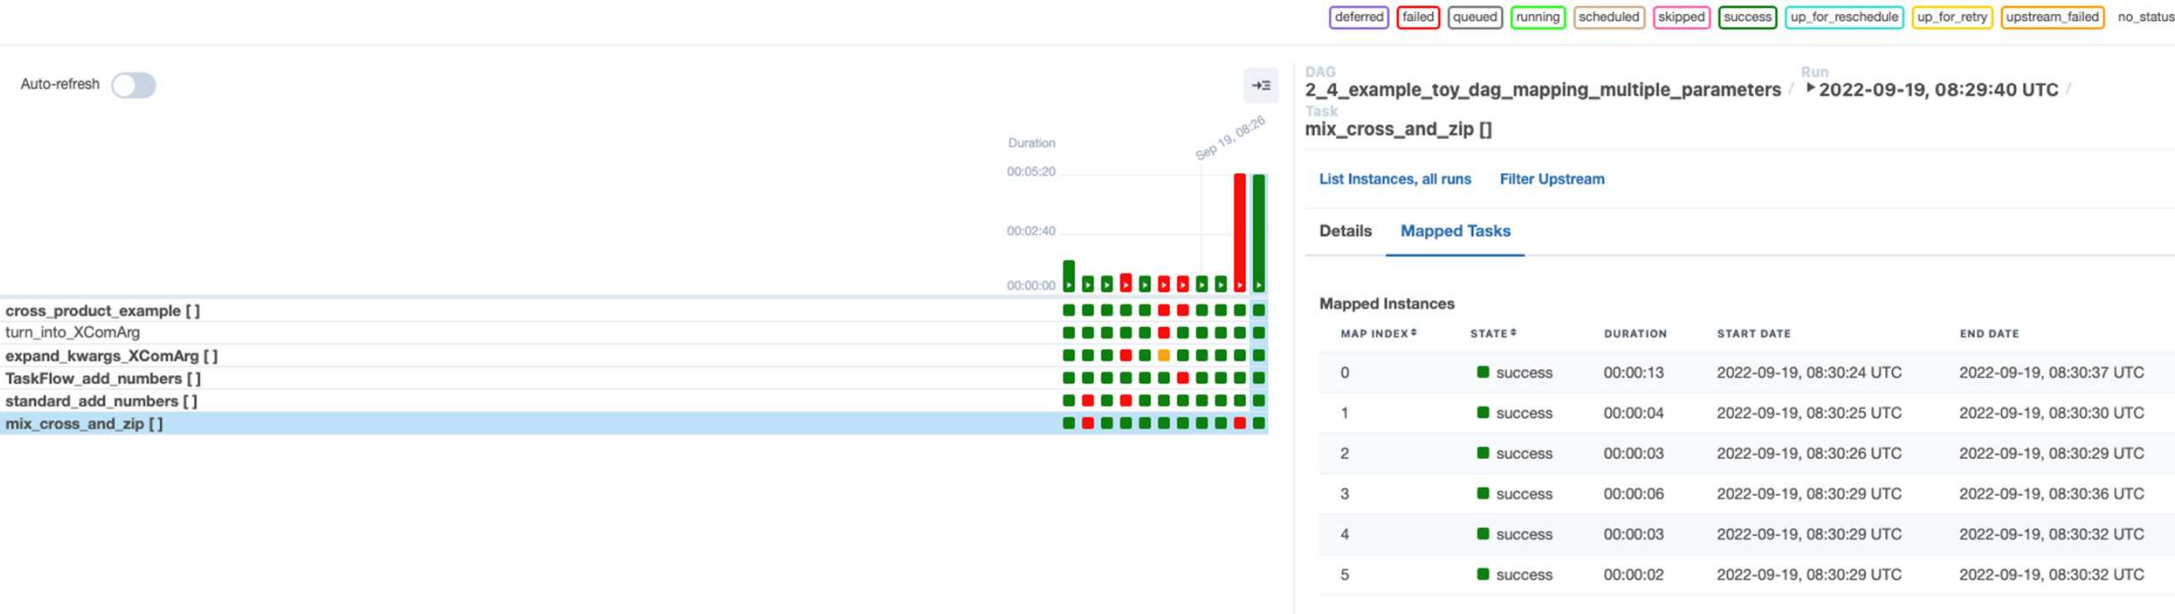 deferred failed queued running scheduled skipped success up_for_reschedule up_for_retry upstream_failed no_status
Auto-refresh
Duration
Sep 19, 08:26
00:05:20
00:02:40
00:00:00
cross_product_example [ ]
turn_into_XComArg
expand_kwargs_XComArg [ ]
TaskFlow_add_numbers [ ]
standard_add_numbers [ ]
mix_cross_and_zip [ ]
DAG
2_4_example_toy_dag_mapping_multiple_parameters /
Run
2022-09-19, 08:29:40 UTC /
Task
mix_cross_and_zip []
List Instances, all runs Filter Upstream
Details Mapped Tasks
Mapped Instances
MAP INDEX STATE DURATION START DATE END DATE
0 success 00:00:13 2022-09-19, 08:30:24 UTC 2022-09-19, 08:30:37 UTC
1 success 00:00:04 2022-09-19, 08:30:25 UTC 2022-09-19, 08:30:30 UTC
2 success 00:00:03 2022-09-19, 08:30:26 UTC 2022-09-19, 08:30:29 UTC
3 success 00:00:06 2022-09-19, 08:30:29 UTC 2022-09-19, 08:30:36 UTC
4 success 00:00:03 2022-09-19, 08:30:29 UTC 2022-09-19, 08:30:32 UTC
5 success 00:00:02 2022-09-19, 08:30:29 UTC 2022-09-19, 08:30:32 UTC